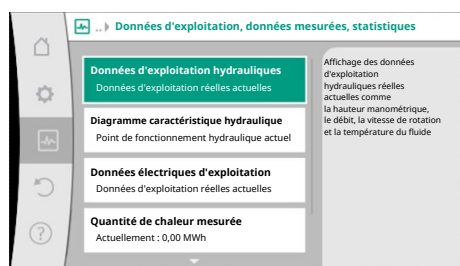 ..▸ Données d'exploitation, données mesurées, statistiques
Données d'exploitation hydrauliques
Données d'exploitation réelles actuelles
Diagramme caractéristique hydraulique
Point de fonctionnement hydraulique actuel
Données électriques d'exploitation
Données d'exploitation réelles actuelles
Quantité de chaleur mesurée
Actuellement : 0,00 MWh
Affichage des données
d'exploitation
hydrauliques réelles
actuelles comme
la hauteur manométrique,
le débit, la vitesse de rotation
et la température du fluide